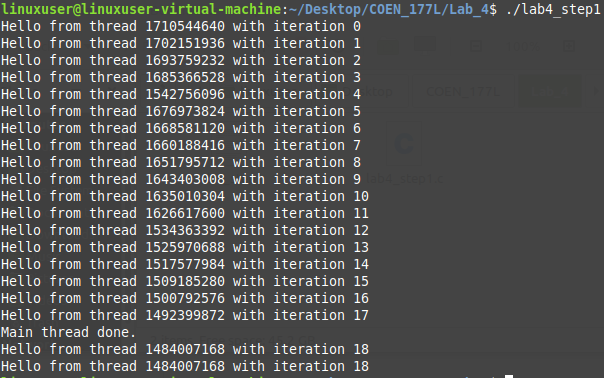 linuxuser@linuxuser-virtual-machine:~/Desktop/COEN_177L/Lab_4$ ./lab4_step1
Hello from thread 1710544640 with iteration 0
Hello from thread 1702151936 with iteration 1
Hello from thread 1693759232 with iteration 2
Hello from thread 1685366528 with iteration 3
Hello from thread 1542756096 with iteration 4
Hello from thread 1676973824 with iteration 5
Hello from thread 1668581120 with iteration 6
Hello from thread 1660188416 with iteration 7
Hello from thread 1651795712 with iteration 8
Hello from thread 1643403008 with iteration 9
Hello from thread 1635010304 with iteration 10
Hello from thread 1626617600 with iteration 11
Hello from thread 1534363392 with iteration 12
Hello from thread 1525970688 with iteration 13
Hello from thread 1517577984 with iteration 14
Hello from thread 1509185280 with iteration 15
Hello from thread 1500792576 with iteration 16
Hello from thread 1492399872 with iteration 17
Main thread done.
Hello from thread 1484007168 with iteration 18
Hello from thread 1484007168 with iteration 18